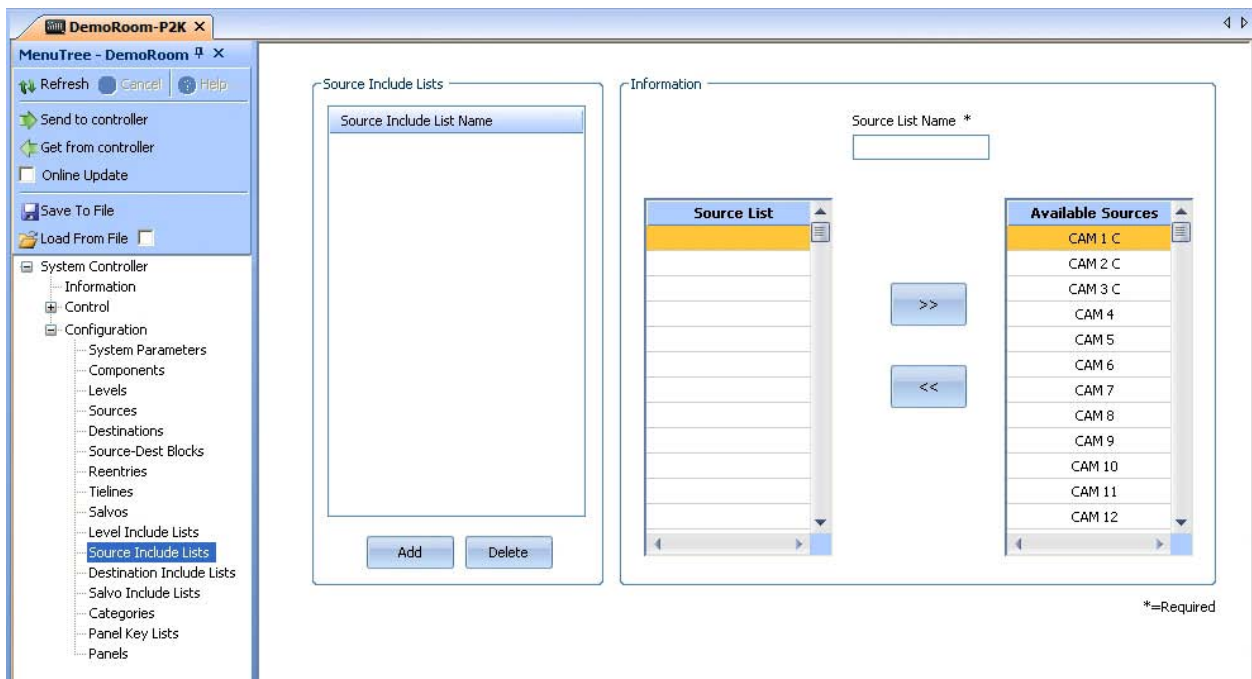 DemoRoom-P2K
MenuTree - DemoRoom
Refresh Cancel Help
Send to controller
Get from controller
Online Update
Save To File
Load From File
System Controller
Information
Control
Configuration
System Parameters
Components
Levels
Sources
Destinations
Source-Dest Blocks
Reentries
Tielines
Salvos
Level Include Lists
Source Include Lists
Destination Include Lists
Salvo Include Lists
Categories
Panel Key Lists
Panels
Source Include Lists
Source Include List Name
Add Delete
Information
Source List Name *
Source List
>>
<<
Available Sources
CAM 1 C
CAM 2 C
CAM 3 C
CAM 4
CAM 5
CAM 6
CAM 7
CAM 8
CAM 9
CAM 10
CAM 11
CAM 12
*=Required